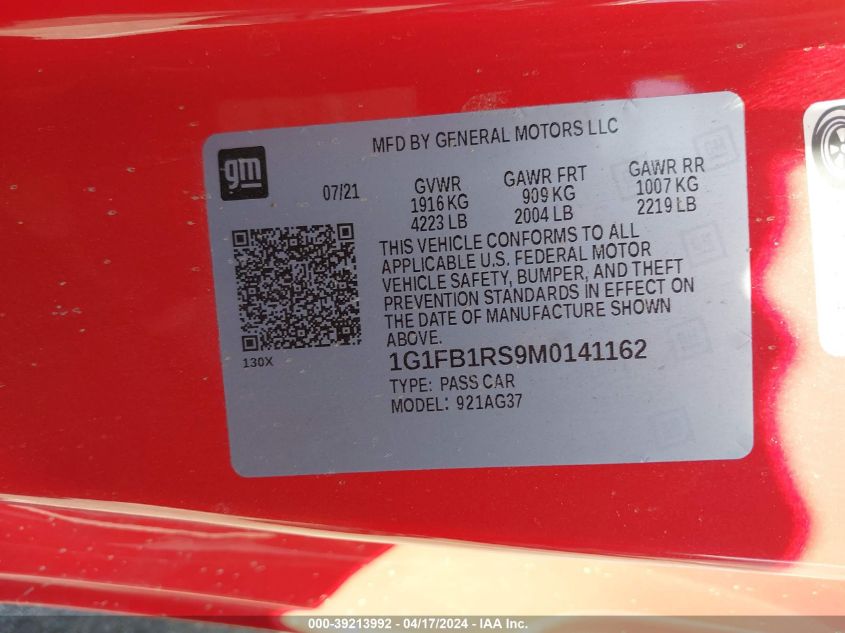 MFD BY GENERAL MOTORS LLC
gm
07/21
GVWR
1916 KG
4223 LB
GAWR FRT
909 KG
2004 LB
GAWR RR
1007 KG
2219 LB
THIS VEHICLE CONFORMS TO ALL
APPLICABLE U.S. FEDERAL MOTOR
VEHICLE SAFETY, BUMPER, AND THEFT
PREVENTION STANDARDS IN EFFECT ON
THE DATE OF MANUFACTURE SHOWN
ABOVE.
130X
1G1FB1RS9M0141162
TYPE: PASS CAR
MODEL: 921AG37
000-39213992 - 04/17/2024 - IAA Inc.